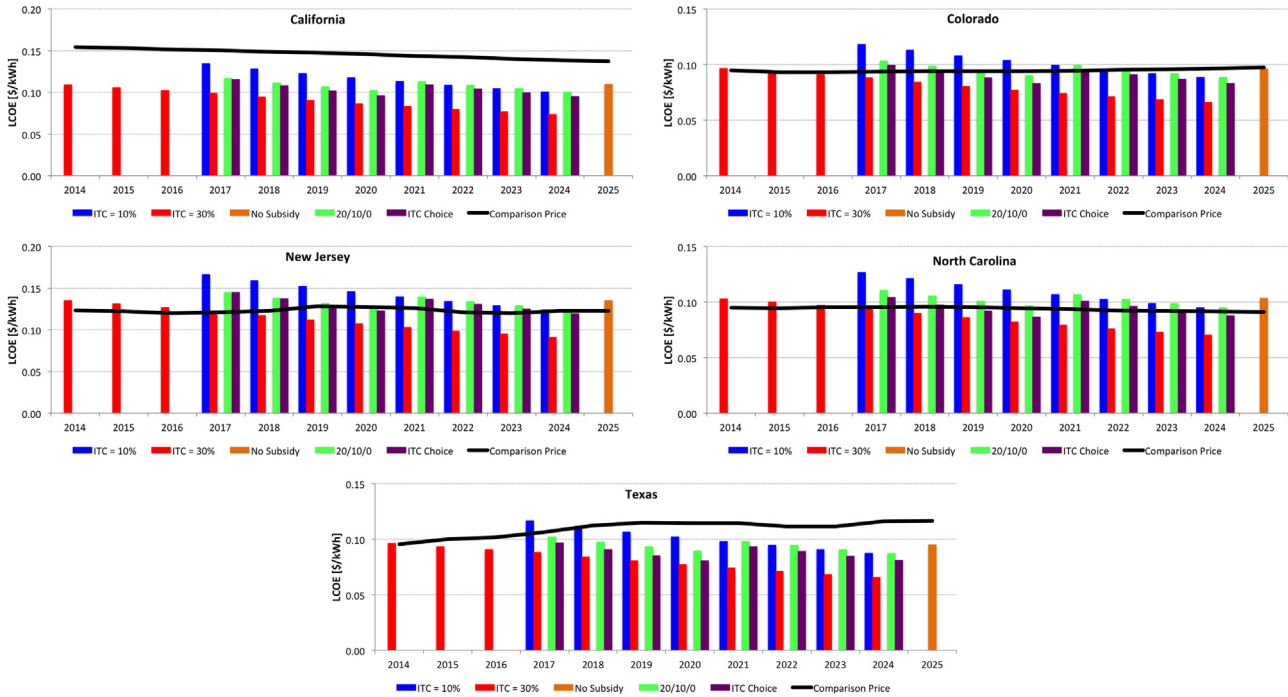 California
LCOE [$/kWh]
0.20
0.15
0.10
0.05
0.00
2014 2015 2016 2017 2018 2019 2020 2021 2022 2023 2024 2025
ITC = 10% ITC = 30% No Subsidy 20/10/0 ITC Choice Comparison Price
Colorado
LCOE [$/kWh]
0.15
0.10
0.05
0.00
2014 2015 2016 2017 2018 2019 2020 2021 2022 2023 2024 2025
ITC = 10% ITC = 30% No Subsidy 20/10/0 ITC Choice Comparison Price
New Jersey
LCOE [$/kWh]
0.20
0.15
0.10
0.05
0.00
2014 2015 2016 2017 2018 2019 2020 2021 2022 2023 2024 2025
ITC = 10% ITC = 30% No Subsidy 20/10/0 ITC Choice Comparison Price
North Carolina
LCOE [$/kWh]
0.15
0.10
0.05
0.00
2014 2015 2016 2017 2018 2019 2020 2021 2022 2023 2024 2025
ITC = 10% ITC = 30% No Subsidy 20/10/0 ITC Choice Comparison Price
Texas
LCOE [$/kWh]
0.15
0.10
0.05
0.00
2014 2015 2016 2017 2018 2019 2020 2021 2022 2023 2024 2025
ITC = 10% ITC = 30% No Subsidy 20/10/0 ITC Choice Comparison Price